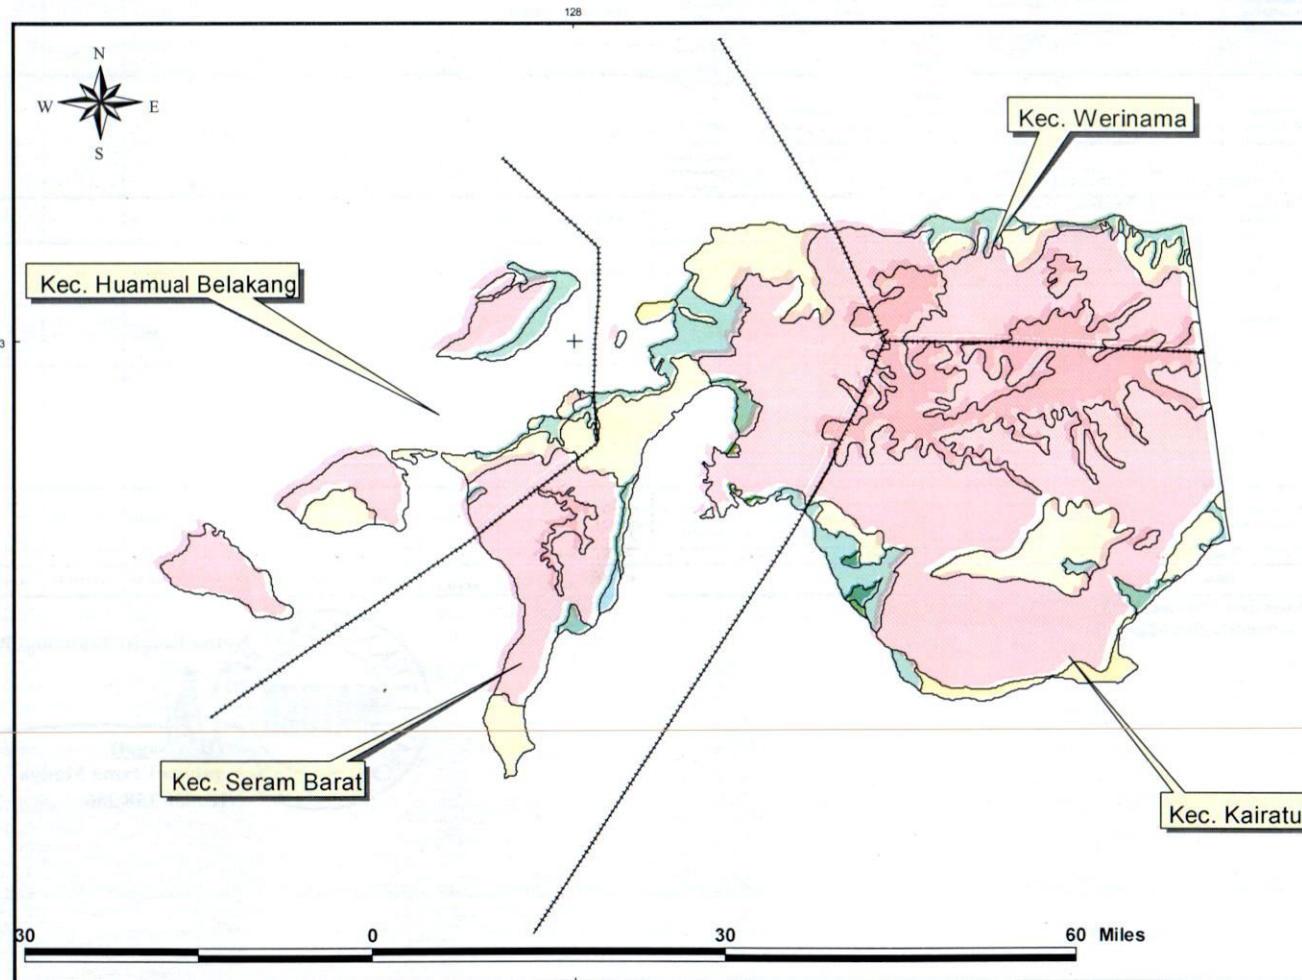 128
N
W E
S
Kec. Werinama
Kec. Huamual Belakang
3
Kec. Seram Barat
Kec. Kairatu
30 0 30 60 Miles